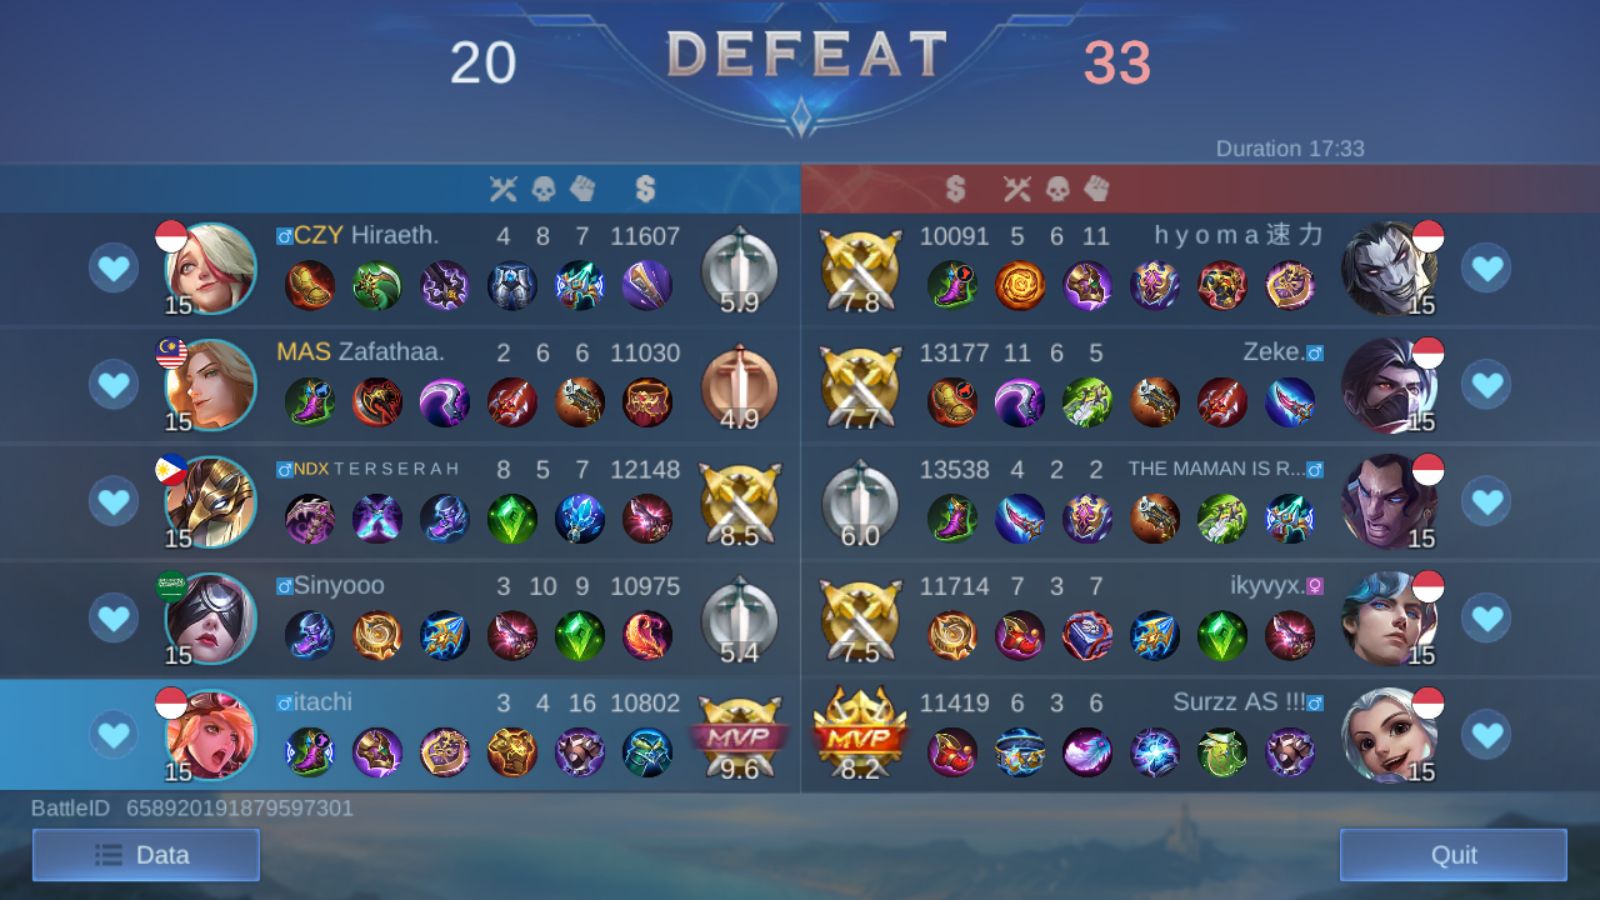 20 DEFEAT 33
Duration 17:33
CZY Hiraeth. 4 8 7 11607
15 5.9
7.8 10091 5 6 11 hyoma速力
15
MAS Zafathaa. 2 6 6 11030
15 4.9
7.7 13177 11 6 5 Zeke.
15
NDX TERSERAH 8 5 7 12148
15 8.5
6.0 13538 4 2 2 THE MAMAN IS R...
15
Sinyooo 3 10 9 10975
15 5.4
7.5 11714 7 3 7 ikyvyx.
15
itachi 3 4 16 10802
15 MVP 9.6
MVP 8.2 11419 6 3 6 Surzz AS !!!
15
BattleID 658920191879597301
Data
Quit